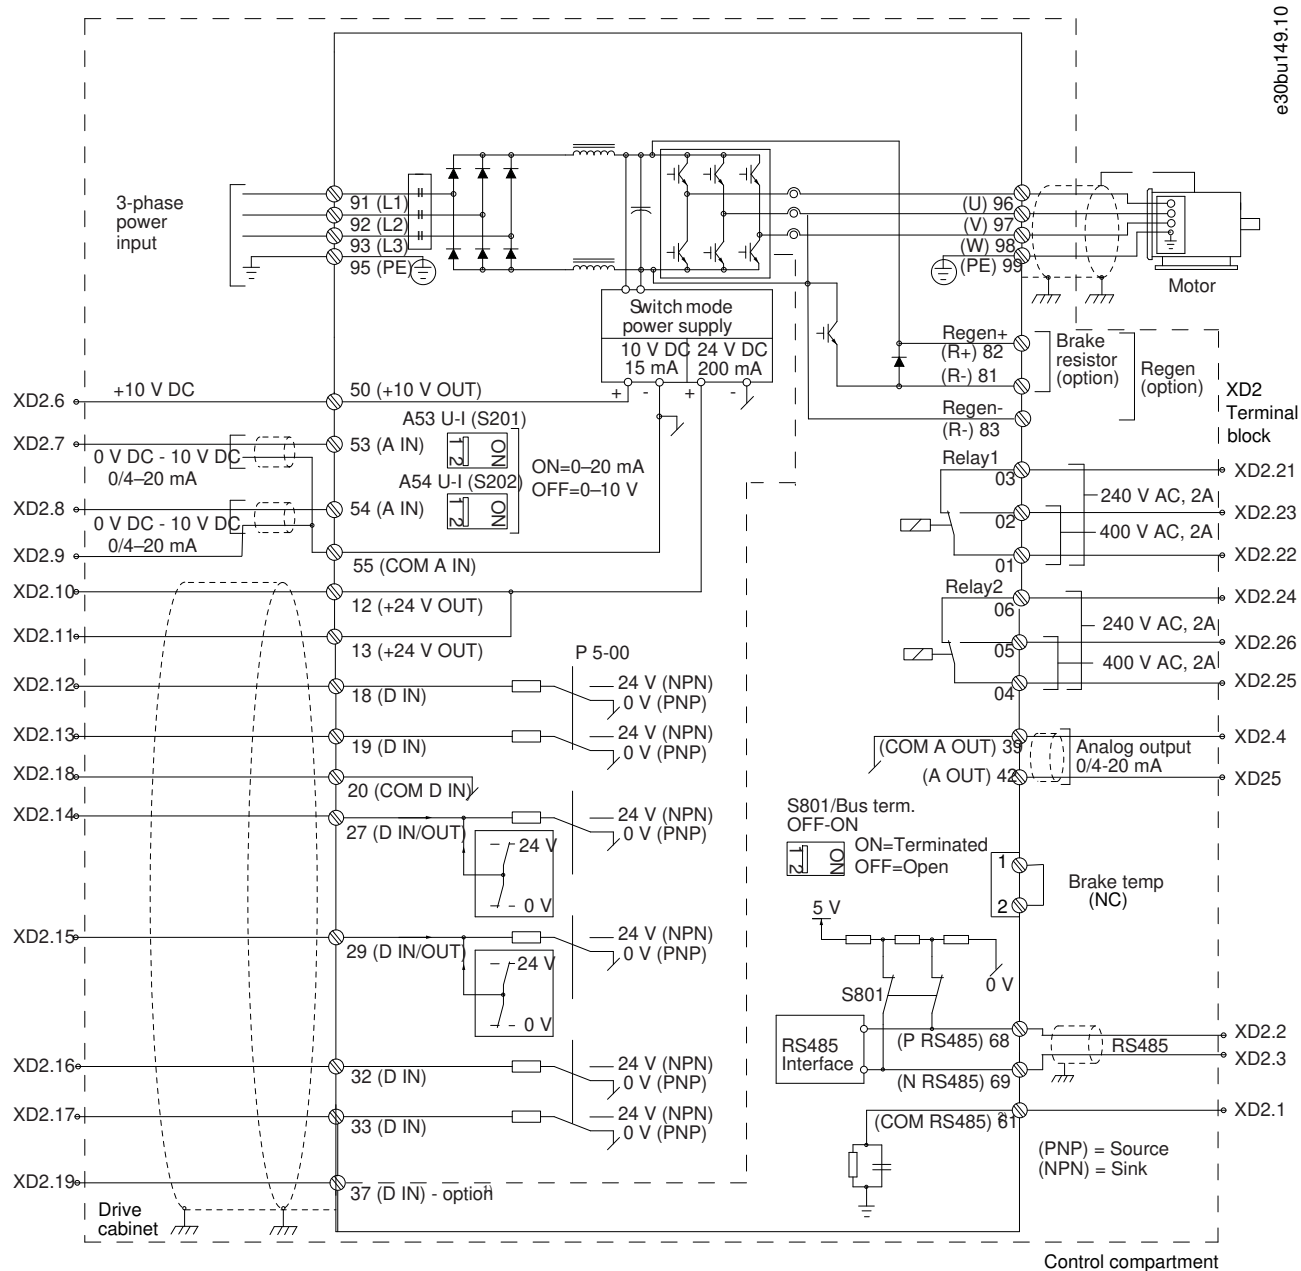 e30bu149.10
3-phase
power
input
91 (L1)
92 (L2)
93 (L3)
95 (PE)
(U) 96
(V) 97
(W) 98
(PE) 99
Motor
Switch mode
power supply
10 V DC
15 mA
24 V DC
200 mA
+ - + -
Regen+
(R+) 82
(R-) 81
Regen-
(R-) 83
Brake
resistor
(option)
Regen
(option)
XD2
Terminal
block
XD2.6
+10 V DC
50 (+10 V OUT)
XD2.7
0 V DC - 10 V DC
0/4–20 mA
53 (A IN)
A53 U-I (S201)
1 2
ON
A54 U-I (S202)
1 2
ON
ON=0–20 mA
OFF=0–10 V
XD2.8
0 V DC - 10 V DC
0/4–20 mA
54 (A IN)
XD2.9
55 (COM A IN)
XD2.10
12 (+24 V OUT)
XD2.11
13 (+24 V OUT)
P 5-00
XD2.12
18 (D IN)
24 V (NPN)
0 V (PNP)
XD2.13
19 (D IN)
24 V (NPN)
0 V (PNP)
XD2.18
20 (COM D IN)
XD2.14
27 (D IN/OUT)
24 V (NPN)
0 V (PNP)
24 V
0 V
XD2.15
29 (D IN/OUT)
24 V (NPN)
0 V (PNP)
24 V
0 V
XD2.16
32 (D IN)
24 V (NPN)
0 V (PNP)
XD2.17
33 (D IN)
24 V (NPN)
0 V (PNP)
XD2.19
37 (D IN) - option 1)
Drive
cabinet
Relay1
03
02
01
240 V AC, 2A
400 V AC, 2A
XD2.21
XD2.23
XD2.22
Relay2
06
05
04
240 V AC, 2A
400 V AC, 2A
XD2.24
XD2.26
XD2.25
(COM A OUT) 39
(A OUT) 42
Analog output
0/4-20 mA
XD2.4
XD25
S801/Bus term.
OFF-ON
1 2
ON
ON=Terminated
OFF=Open
1
2
Brake temp
(NC)
5 V
0 V
S801
RS485
Interface
(P RS485) 68
(N RS485) 69
RS485
XD2.2
XD2.3
(COM RS485) 61 2)
XD2.1
(PNP) = Source
(NPN) = Sink
Control compartment